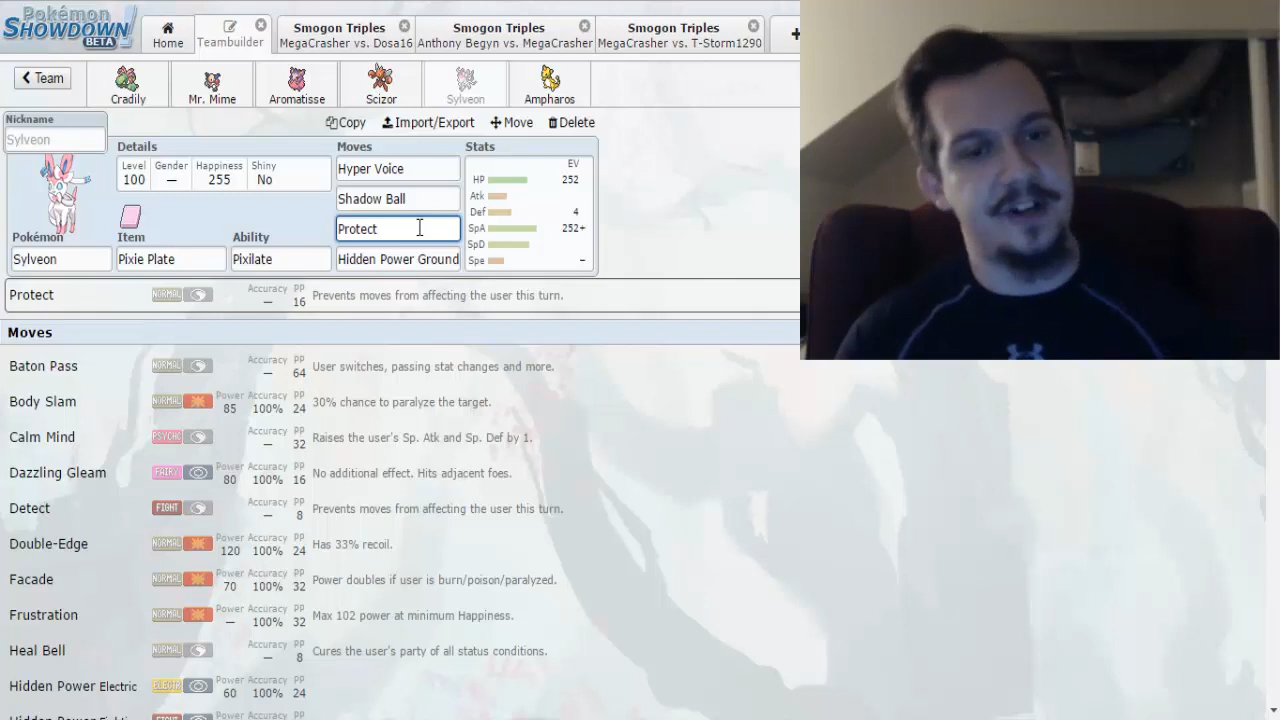 Pokémon
SHOWDOWN!
BETA
Home
Teambuilder
Smogon Triples
MegaCrasher vs. Dosa16
Smogon Triples
Anthony Begyn vs. MegaCrasher
Smogon Triples
MegaCrasher vs. T-Storm1290
+
Team
Cradily
Mr. Mime
Aromatisse
Scizor
Sylveon
Ampharos
Nickname
Sylveon
Copy
Import/Export
Move
Delete
Details
Level Gender Happiness Shiny
100 — 255 No
Pokémon
Sylveon
Item
Pixie Plate
Ability
Pixilate
Moves
Hyper Voice
Shadow Ball
Protect
Hidden Power Ground
Stats
EV
HP 252
Atk
Def 4
SpA 252+
SpD
Spe –
Protect NORMAL Accuracy — PP 16 Prevents moves from affecting the user this turn.
Moves
Baton Pass NORMAL Accuracy — PP 64 User switches, passing stat changes and more.
Body Slam NORMAL Power 85 Accuracy 100% PP 24 30% chance to paralyze the target.
Calm Mind PSYCHC Accuracy — PP 32 Raises the user's Sp. Atk and Sp. Def by 1.
Dazzling Gleam FAIRY Power 80 Accuracy 100% PP 16 No additional effect. Hits adjacent foes.
Detect FIGHT Accuracy — PP 8 Prevents moves from affecting the user this turn.
Double-Edge NORMAL Power 120 Accuracy 100% PP 24 Has 33% recoil.
Facade NORMAL Power 70 Accuracy 100% PP 32 Power doubles if user is burn/poison/paralyzed.
Frustration NORMAL Power — Accuracy 100% PP 32 Max 102 power at minimum Happiness.
Heal Bell NORMAL Accuracy — PP 8 Cures the user's party of all status conditions.
Hidden Power Electric ELECTR Power 60 Accuracy 100% PP 24
Power Accuracy PP